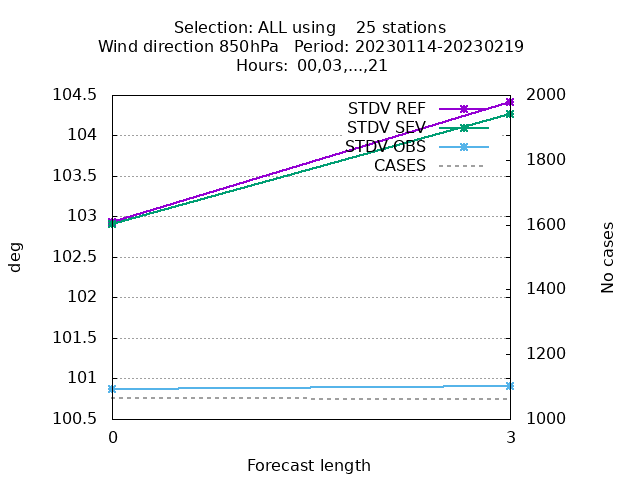 Selection: ALL using    25 stations
Wind direction 850hPa   Period: 20230114-20230219
Hours:  00,03,...,21
104.5
104
103.5
103
102.5
102
101.5
101
100.5
2000
1800
1600
1400
1200
1000
STDV REF
STDV SEV
STDV OBS
CASES
deg
No cases
0
3
Forecast length